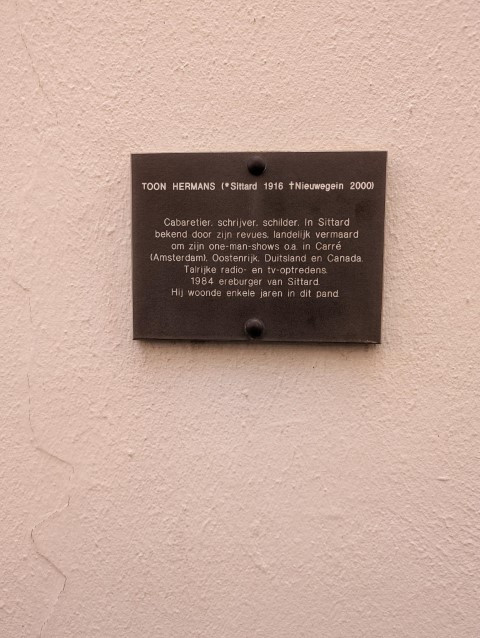 TOON HERMANS (*Sittard 1916 †Nieuwegein 2000)
Cabaretier, schrijver, schilder. In Sittard
bekend door zijn revues, landelijk vermaard
om zijn one-man-shows o.a. in Carré
(Amsterdam), Oostenrijk, Duitsland en Canada.
Talrijke radio- en tv-optredens.
1984 ereburger van Sittard.
Hij woonde enkele jaren in dit pand.